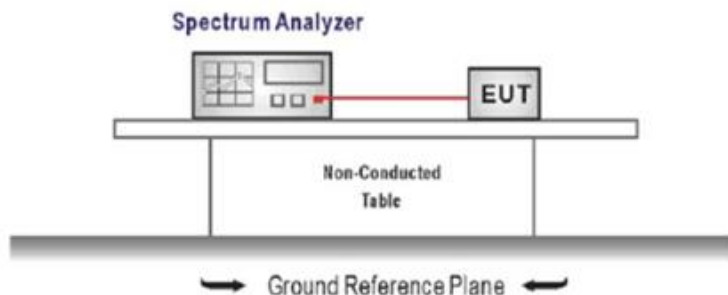 Spectrum Analyzer
EUT
Non-Conducted
Table
Ground Reference Plane